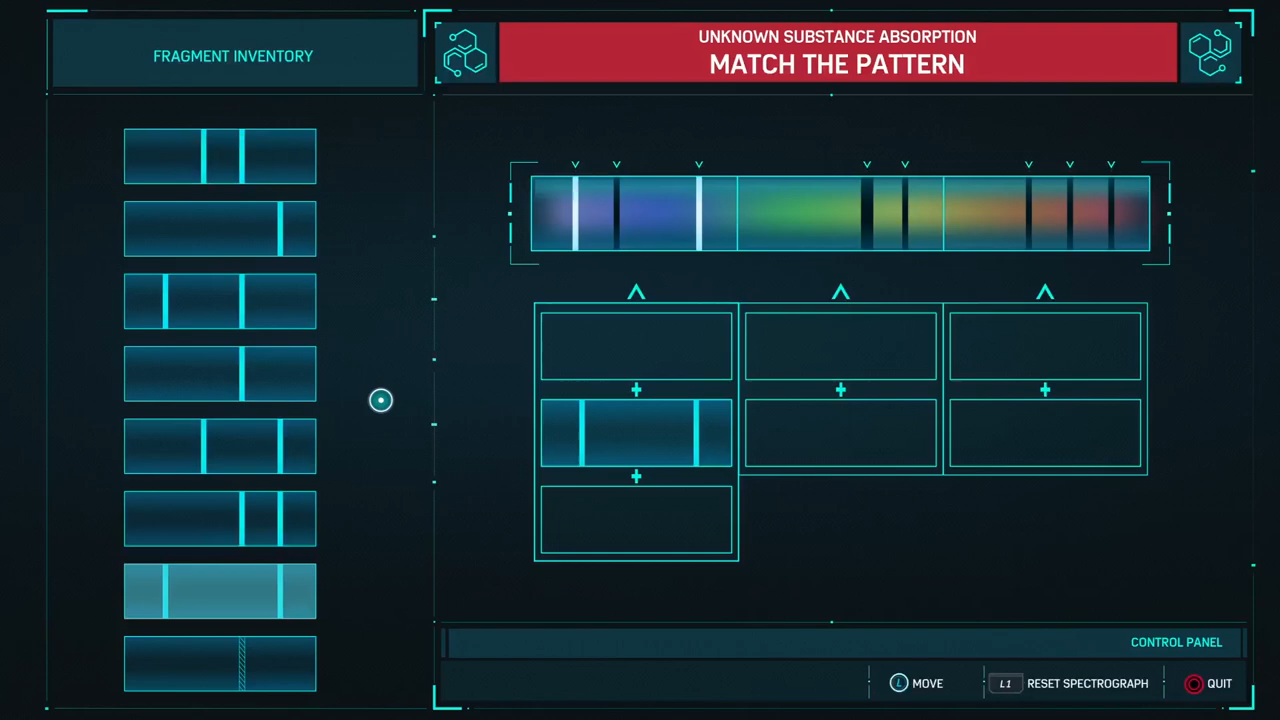 FRAGMENT INVENTORY
UNKNOWN SUBSTANCE ABSORPTION
MATCH THE PATTERN
CONTROL PANEL
L MOVE
L1 RESET SPECTROGRAPH
QUIT